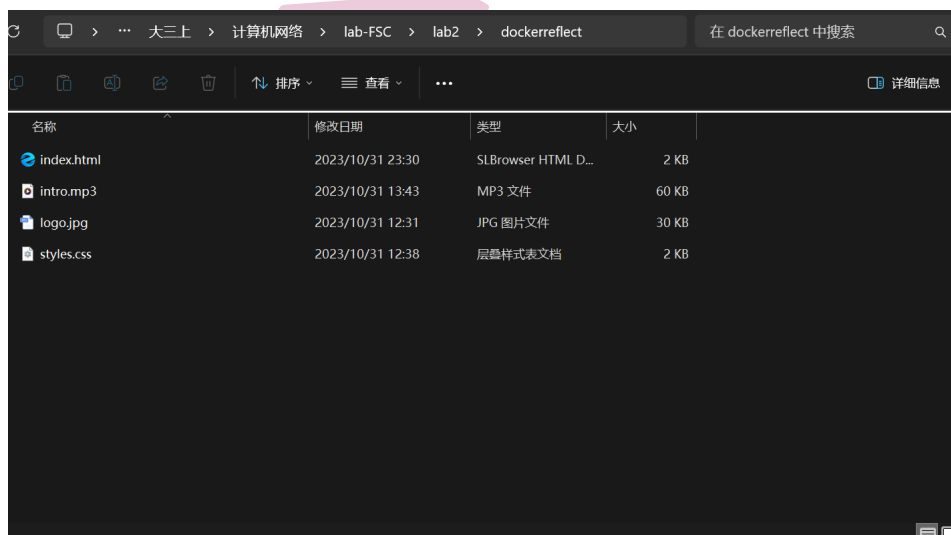 … 大三上 > 计算机网络 > lab-FSC > lab2 > dockerreflect 在 dockerreflect 中搜索
排序 查看 ••• 详细信息
名称 修改日期 类型 大小
index.html 2023/10/31 23:30 SLBrowser HTML D... 2 KB
intro.mp3 2023/10/31 13:43 MP3 文件 60 KB
logo.jpg 2023/10/31 12:31 JPG 图片文件 30 KB
styles.css 2023/10/31 12:38 层叠样式表文档 2 KB